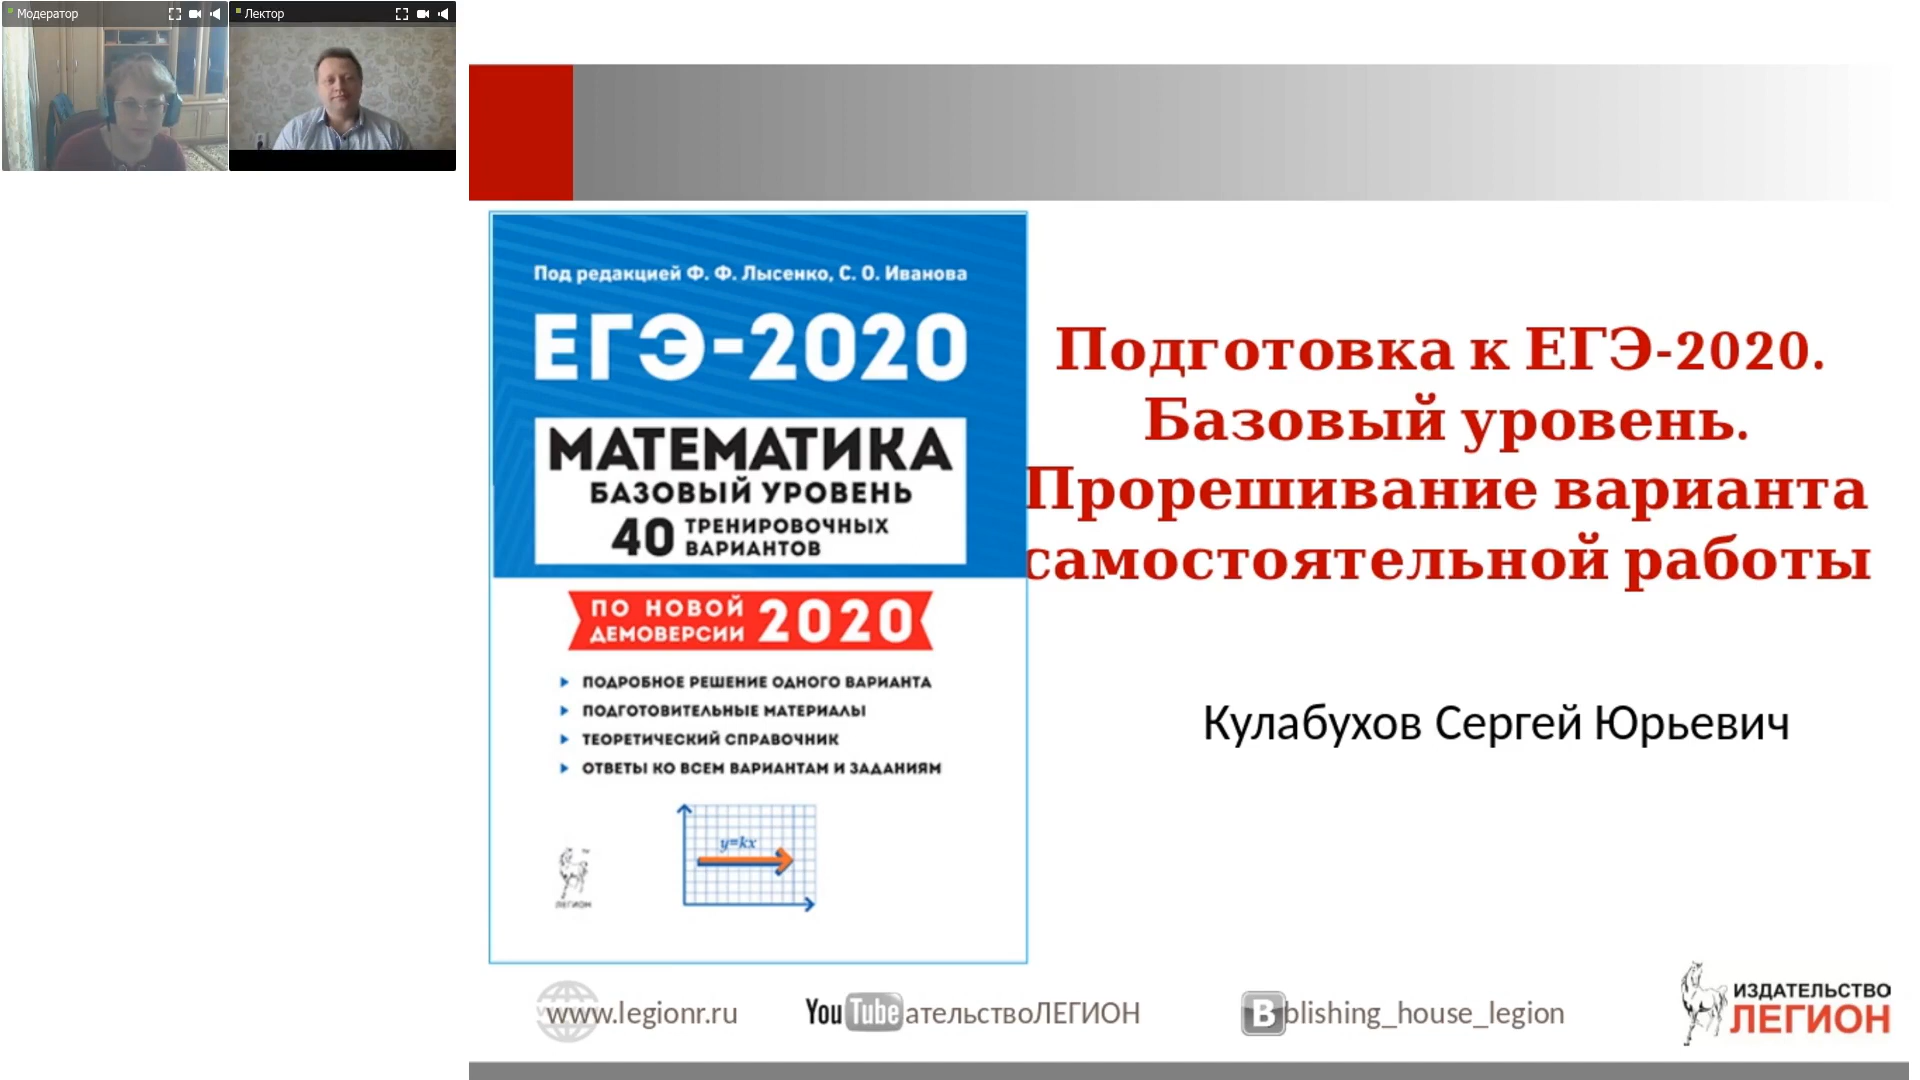 Модератор
Лектор
Под редакцией Ф. Ф. Лысенко, С. О. Иванова
ЕГЭ-2020
МАТЕМАТИКА
БАЗОВЫЙ УРОВЕНЬ
40 ТРЕНИРОВОЧНЫХ
ВАРИАНТОВ
ПО НОВОЙ
ДЕМОВЕРСИИ 2020
ПОДРОБНОЕ РЕШЕНИЕ ОДНОГО ВАРИАНТА
ПОДГОТОВИТЕЛЬНЫЕ МАТЕРИАЛЫ
ТЕОРЕТИЧЕСКИЙ СПРАВОЧНИК
ОТВЕТЫ КО ВСЕМ ВАРИАНТАМ И ЗАДАНИЯМ
y=kx
ЛЕГИОН
Подготовка к ЕГЭ-2020.
Базовый уровень.
Прорешивание варианта
самостоятельной работы
Кулабухов Сергей Юрьевич
www.legionr.ru
YouTube ательствоЛЕГИОН
B blishing_house_legion
ИЗДАТЕЛЬСТВО
ЛЕГИОН